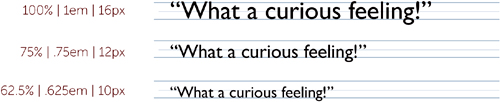 100% | 1em | 16px “What a curious feeling!”
75% | .75em | 12px “What a curious feeling!”
62.5% | .625em | 10px “What a curious feeling!”